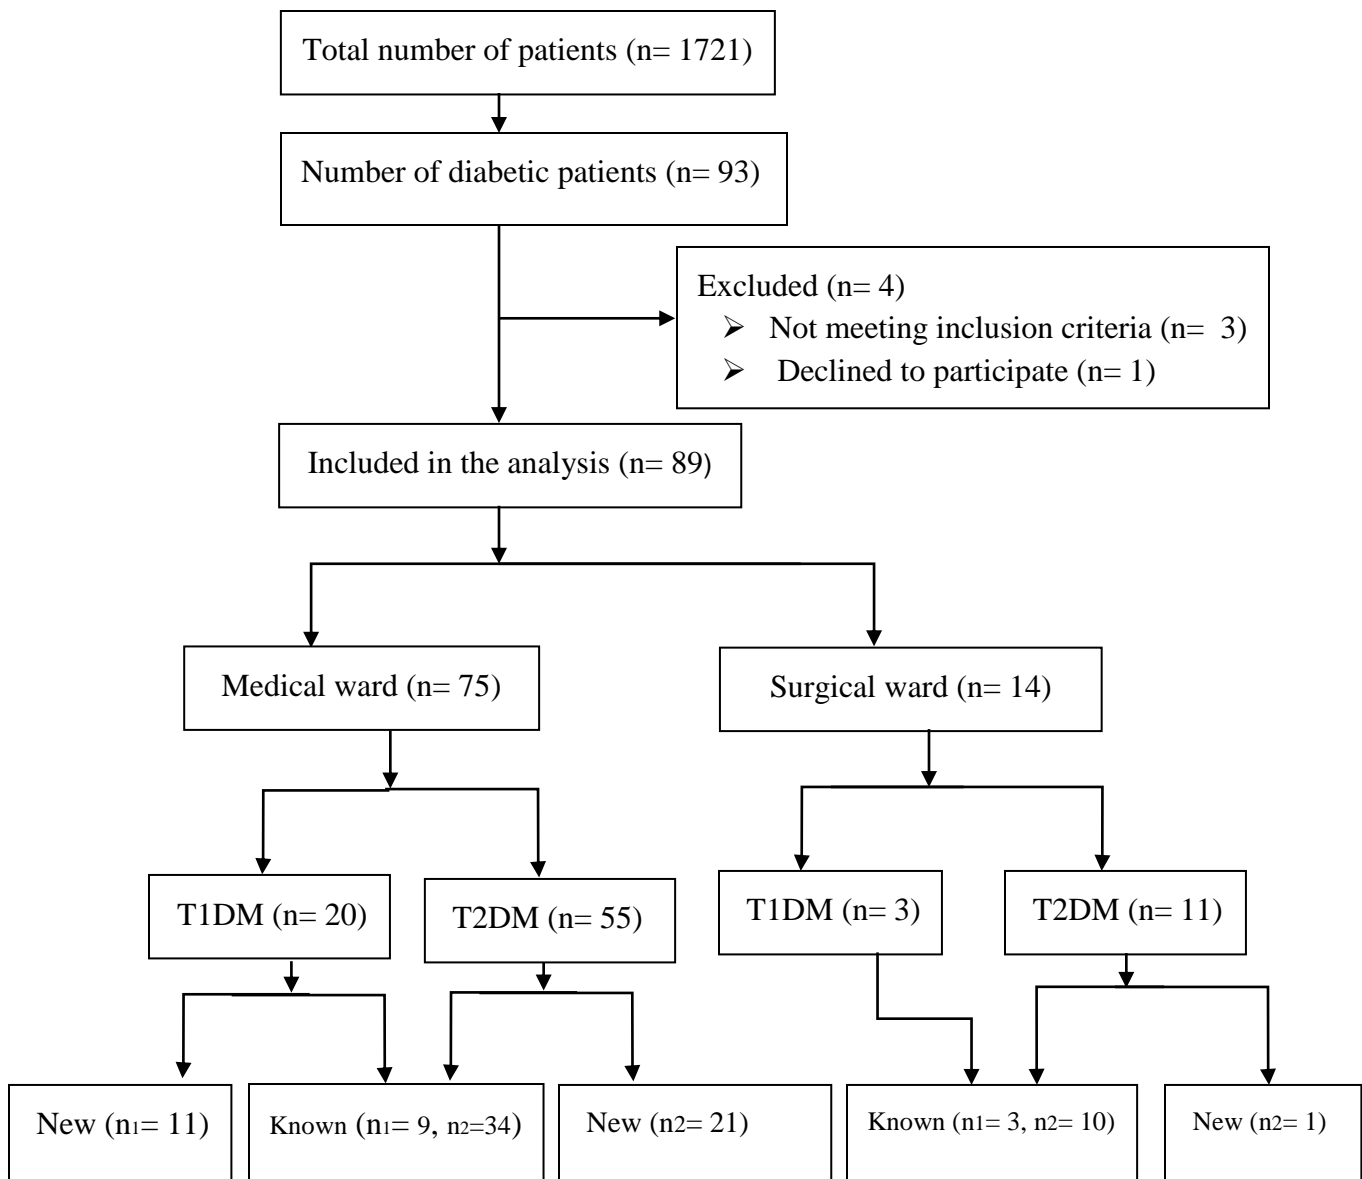 Total number of patients (n= 1721)
Number of diabetic patients (n= 93)
Excluded (n= 4)
➢ Not meeting inclusion criteria (n= 3)
➢ Declined to participate (n= 1)
Included in the analysis (n= 89)
Medical ward (n= 75)
Surgical ward (n= 14)
T1DM (n= 20)
T2DM (n= 55)
T1DM (n= 3)
T2DM (n= 11)
New (n1= 11)
Known (n1= 9, n2=34)
New (n2= 21)
Known (n1= 3, n2= 10)
New (n2= 1)